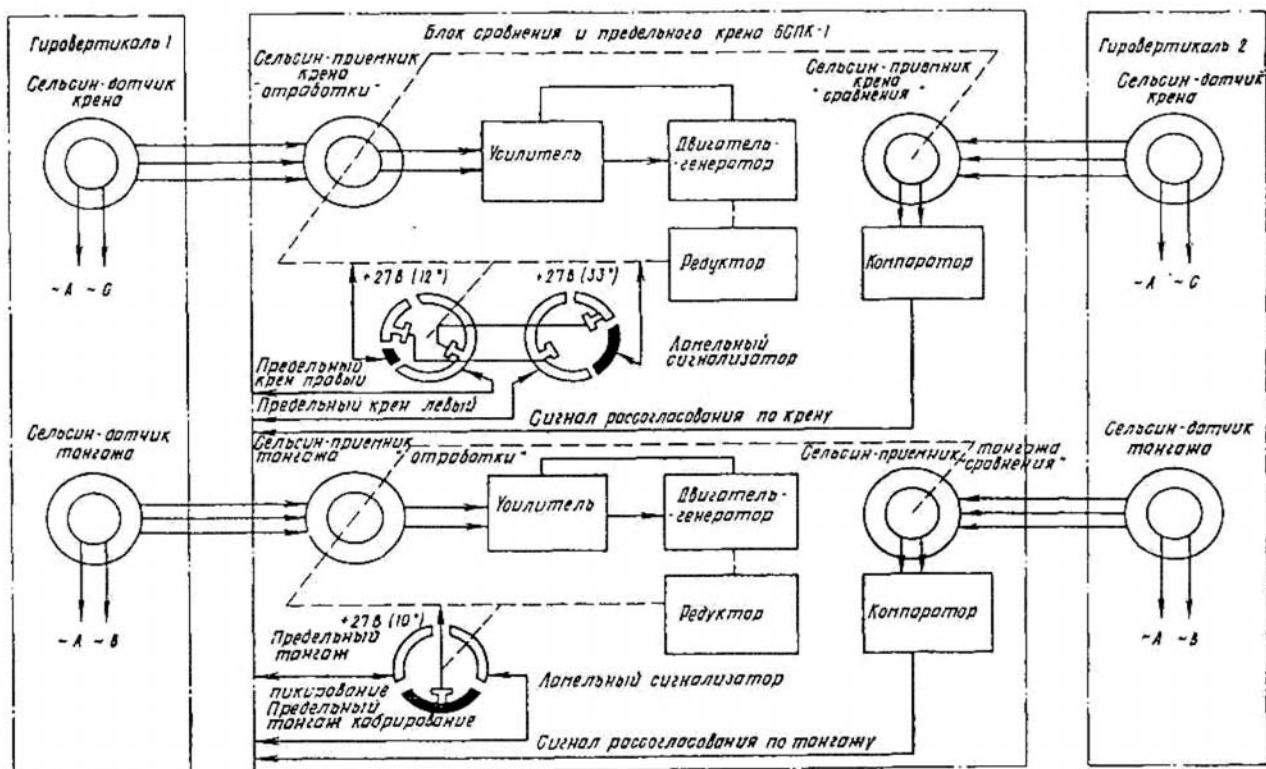 Гировертикаль 1
Сельсин-датчик
крена
~А ~С
Сельсин-датчик
тангажа
~А ~В
Блок сравнения и предельного крена БСПК-1
Сельсин-приемник
крена
"отработки"
Усилитель
Двигатель-
-генератор
Редуктор
Сельсин-приемник
крена
"сравнения"
Компаратор
+27В (12°)
+27В (33°)
Ламельный
сигнализатор
Предельный
крен правый
Предельный крен левый
Сигнал рассогласования по крену
Сельсин-приемник
тангажа "отработки"
Усилитель
Двигатель-
-генератор
Редуктор
Сельсин-приемник тангажа
"сравнения"
Компаратор
+27В (10°)
Предельный
тангаж
пикирование
Предельный
тангаж кабрирование
Ламельный сигнализатор
Сигнал рассогласования по тангажу
Гировертикаль 2
Сельсин-датчик
крена
~А ~С
Сельсин-датчик
тангажа
~А ~В